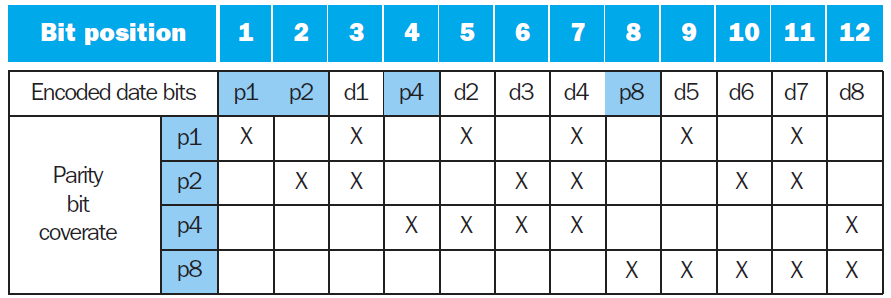 Bit position 1 2 3 4 5 6 7 8 9 10 11 12
Encoded date bits p1 p2 d1 p4 d2 d3 d4 p8 d5 d6 d7 d8
Parity
bit
coverate
p1 X X X X X X
p2 X X X X X X
p4 X X X X X
p8 X X X X X